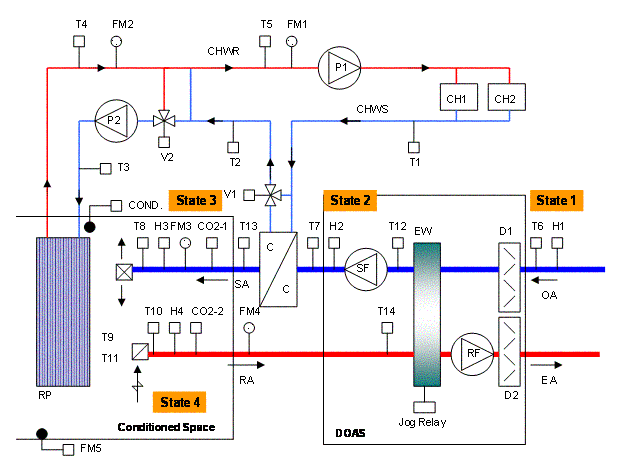 T4 FM2 T5 FM1
CHWR
P1
CH1 CH2
CHWS
P2
V2 T2 T1
T3
COND.
State 3 V1 State 2 State 1
T8 H3 FM3 CO2-1 T13 T7 H2 T12 EW D1 T6 H1
C
SF
SA C OA
T10 H4 CO2-2 FM4 T14
T9
T11 RF
RP RA D2 EA
State 4
Jog Relay
Conditioned Space DOAS
FM5